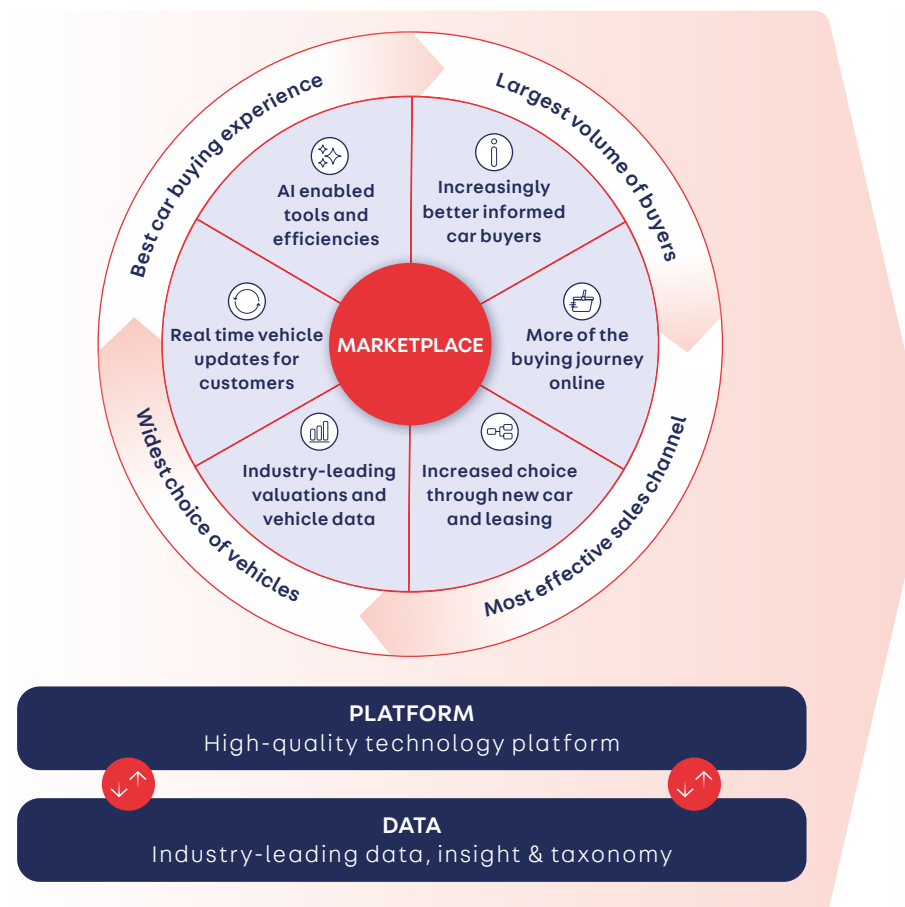 Best car buying experience
Largest volume of buyers
Most effective sales channel
Widest choice of vehicles
AI enabled
tools and
efficiencies
Increasingly
better informed
car buyers
Real time vehicle
updates for
customers
MARKETPLACE
More of the
buying journey
online
Industry-leading
valuations and
vehicle data
Increased choice
through new car
and leasing
PLATFORM
High-quality technology platform
DATA
Industry-leading data, insight & taxonomy